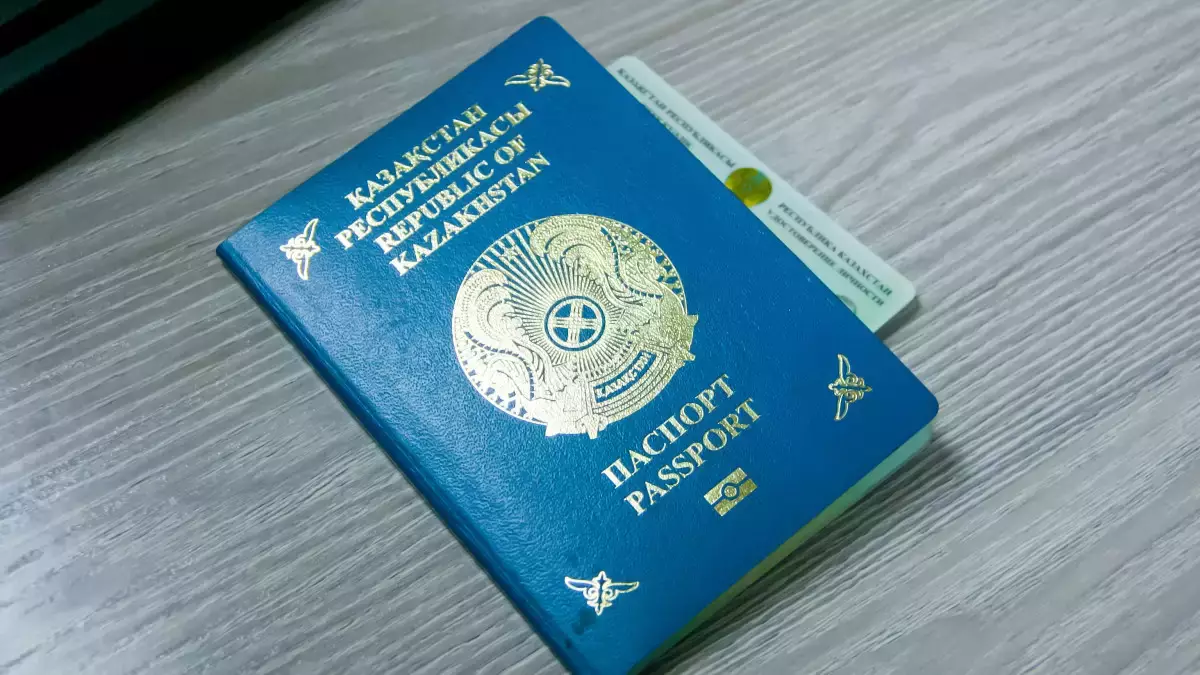 ҚАЗАҚСТАН
РЕСПУБЛИКАСЫ
REPUBLIC OF
KAZAKHSTAN
ҚАЗАҚСТАН
ПАСПОРТ
PASSPORT
ҚАЗАҚСТАН РЕСПУБЛИКАСЫ
РЕСПУБЛИКА КАЗАХСТАН
УДОСТОВЕРЕНИЕ ЛИЧНОСТИ